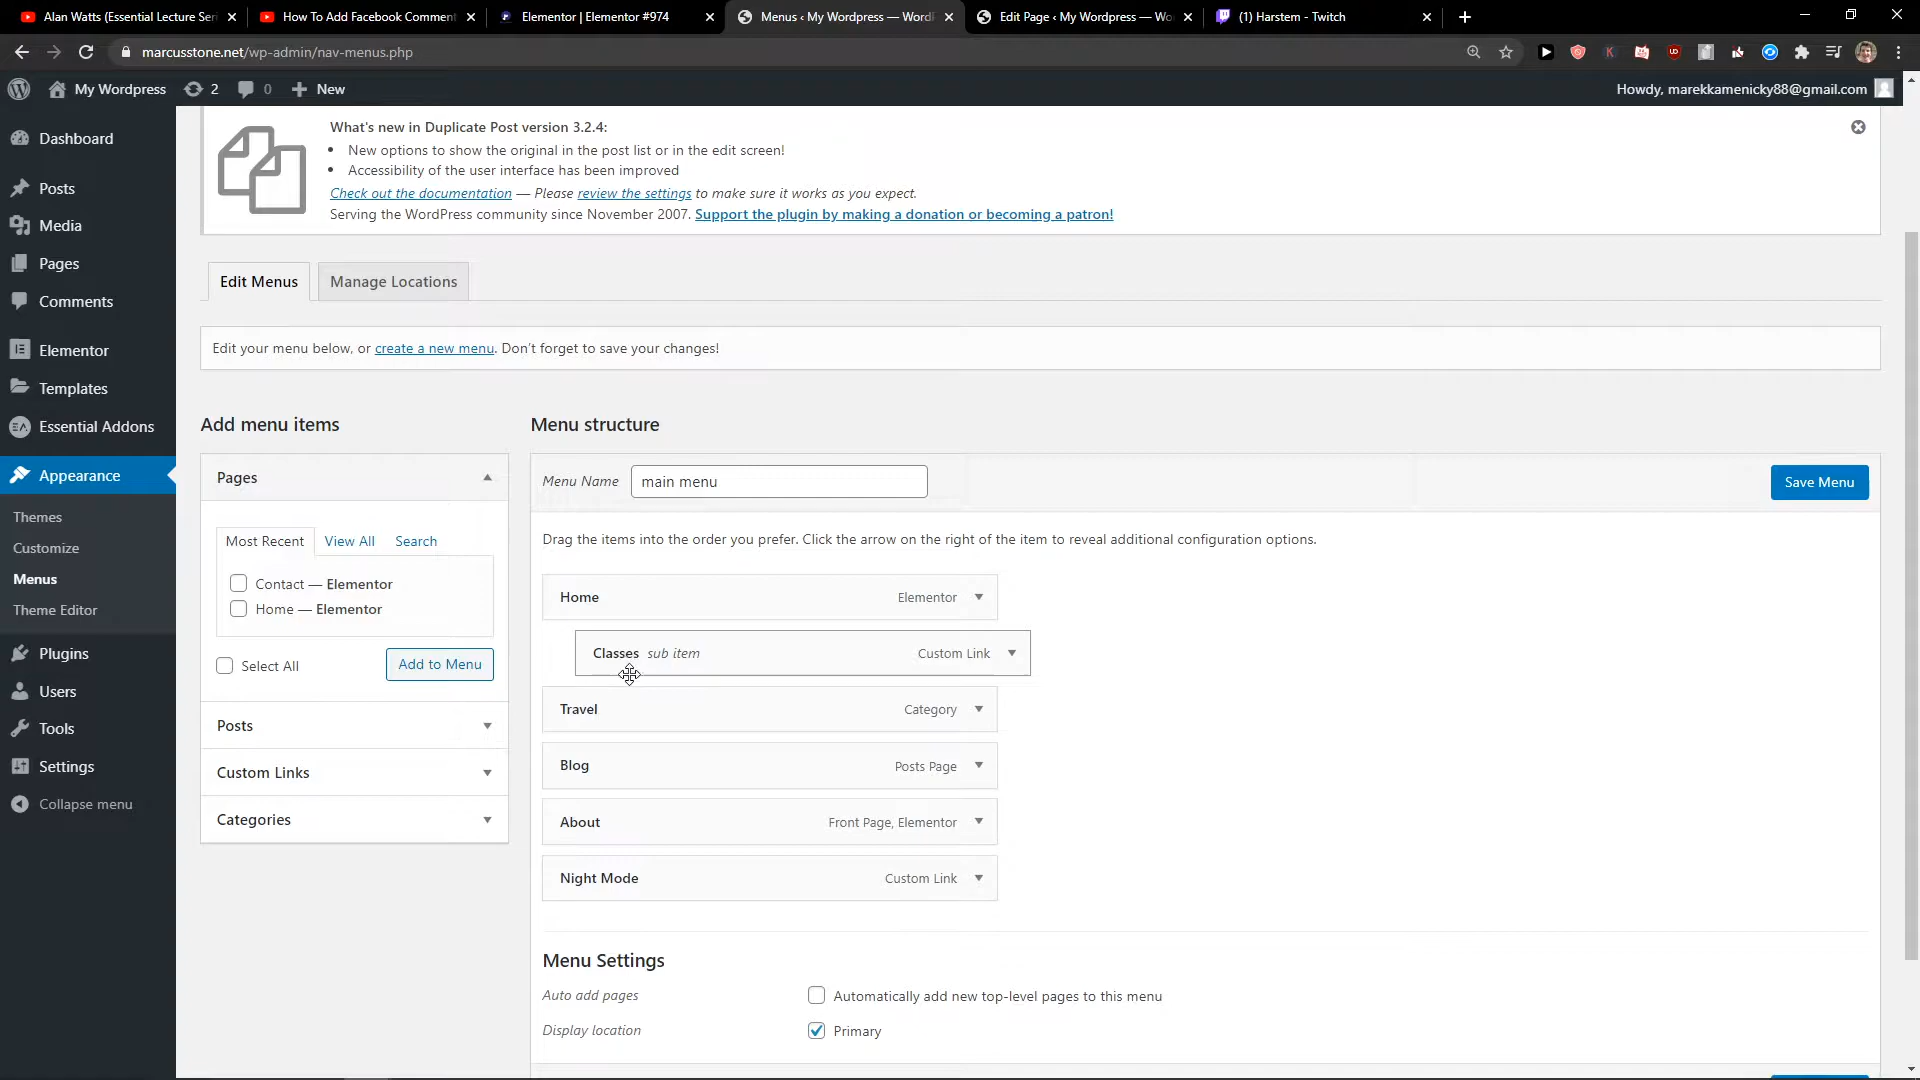 Alan Watts (Essential Lecture Seri
How To Add Facebook Comment
Elementor | Elementor #974
Menus ‹ My Wordpress — WordP
Edit Page ‹ My Wordpress — Wo
(1) Harstem - Twitch
marcusstone.net/wp-admin/nav-menus.php
My Wordpress
2
0
New
Howdy, marekkamenicky88@gmail.com
Dashboard
Posts
Media
Pages
Comments
Elementor
Templates
Essential Addons
Appearance
Themes
Customize
Menus
Theme Editor
Plugins
Users
Tools
Settings
Collapse menu
What's new in Duplicate Post version 3.2.4:
New options to show the original in the post list or in the edit screen!
Accessibility of the user interface has been improved
Check out the documentation — Please review the settings to make sure it works as you expect.
Serving the WordPress community since November 2007. Support the plugin by making a donation or becoming a patron!
Edit Menus
Manage Locations
Edit your menu below, or create a new menu. Don't forget to save your changes!
Add menu items
Pages
Most Recent
View All
Search
Contact — Elementor
Home — Elementor
Select All
Add to Menu
Posts
Custom Links
Categories
Menu structure
Menu Name
main menu
Save Menu
Drag the items into the order you prefer. Click the arrow on the right of the item to reveal additional configuration options.
Home
Elementor
Classes sub item
Custom Link
Travel
Category
Blog
Posts Page
About
Front Page, Elementor
Night Mode
Custom Link
Menu Settings
Auto add pages
Automatically add new top-level pages to this menu
Display location
Primary